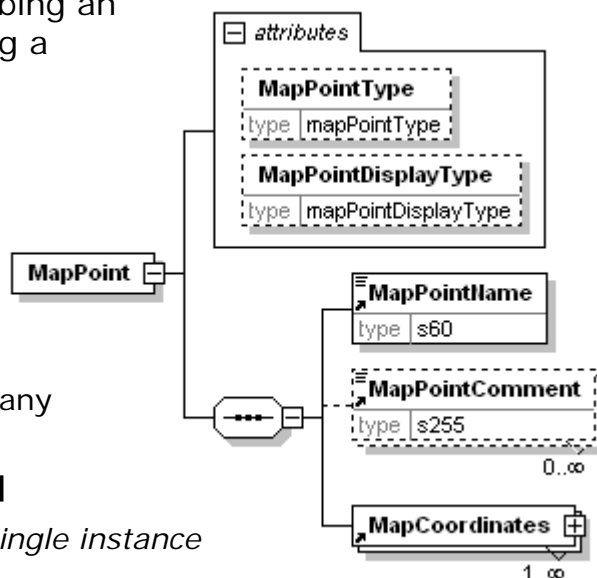 bing an
g a
attributes
MapPointType
type mapPointType
MapPointDisplayType
type mapPointDisplayType
MapPoint
MapPointName
type s60
any
MapPointComment
type s255
0..∞
ingle instance
MapCoordinates
1..∞